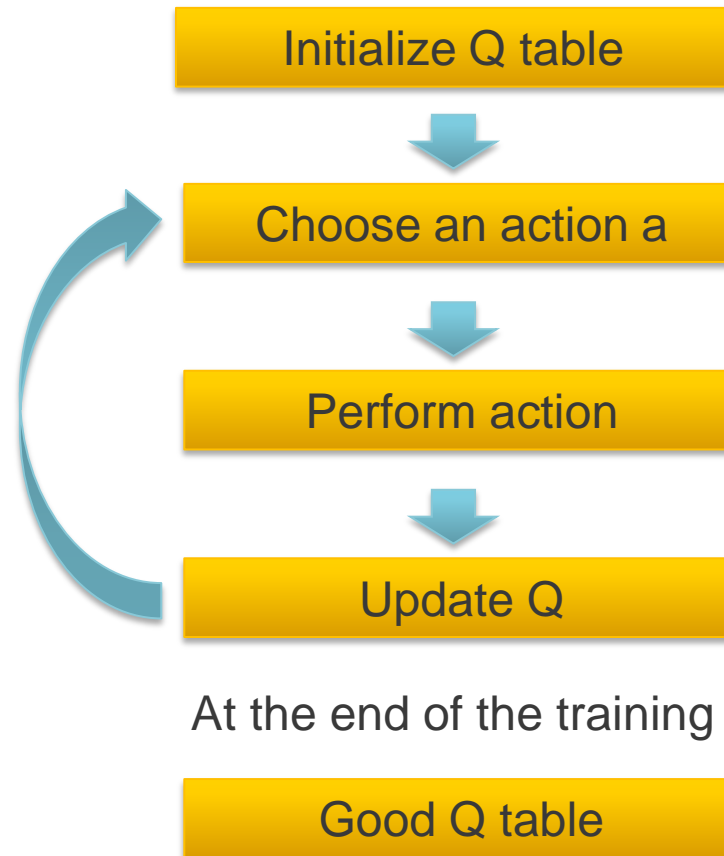 Initialize Q table
Choose an action a
Perform action
Update Q
At the end of the training
Good Q table